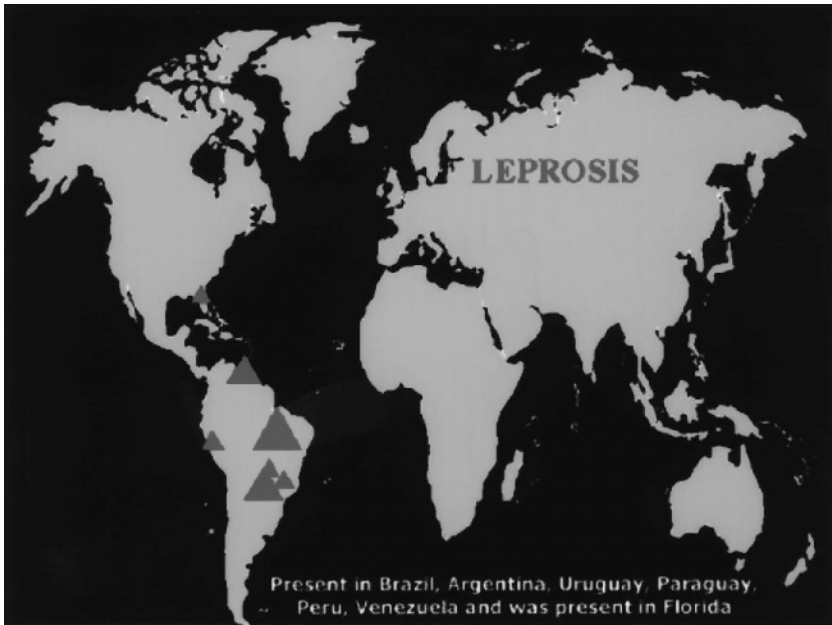 LEPROSIS
Present in Brazil, Argentina, Uruguay, Paraguay,
Peru, Venezuela and was present in Florida